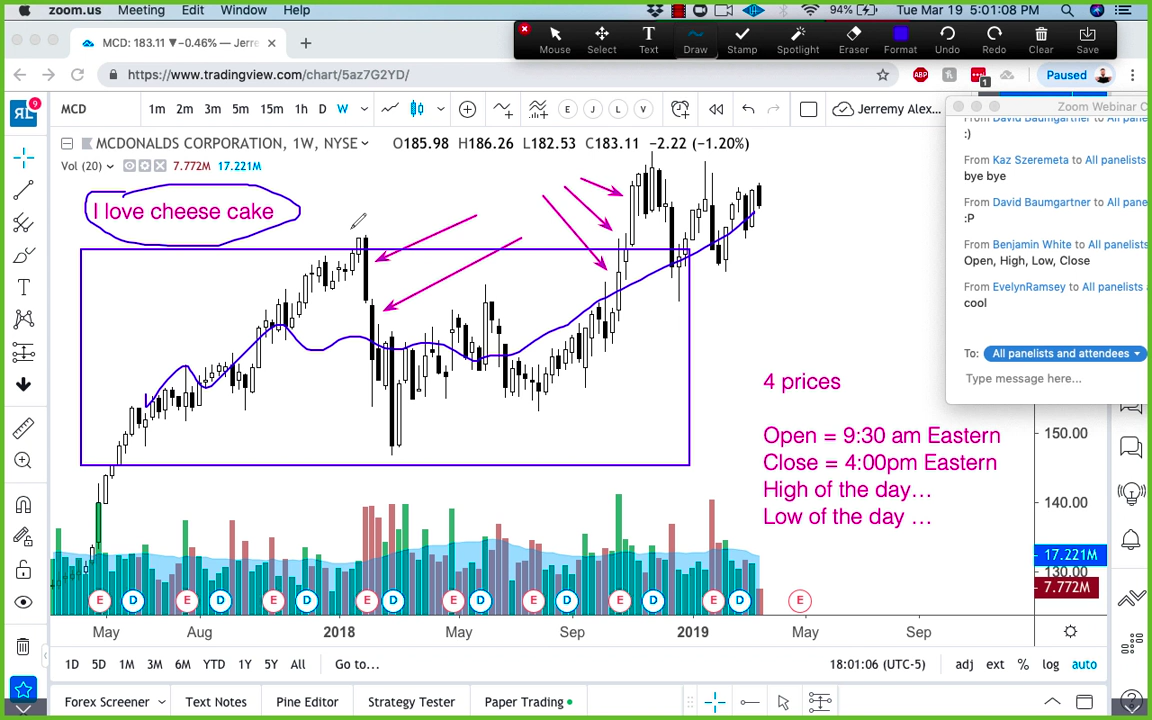 zoom.us Meeting Edit Window Help
94% Tue Mar 19 5:01:08 PM
MCD: 183.11 ▼−0.46% — Jerre
Mouse Select Text Draw Stamp Spotlight Eraser Format Undo Redo Clear Save
https://www.tradingview.com/chart/5az7G2YD/
ABP
1
Paused
9
MCD 1m 2m 3m 5m 15m 1h D W
E J L V
Jerremy Alex...
MCDONALDS CORPORATION, 1W, NYSE O185.98 H186.26 L182.53 C183.11 −2.22 (−1.20%)
Vol (20) 7.772M 17.221M
I love cheese cake
Zoom Webinar C
From David Baumgartner to All pane
:)
From Kaz Szeremeta to All panelists
bye bye
From David Baumgartner to All pane
:P
From Benjamin White to All panelists
Open, High, Low, Close
From EvelynRamsey to All panelists
cool
To: All panelists and attendees
Type message here...
4 prices
Open = 9:30 am Eastern
Close = 4:00pm Eastern
High of the day...
Low of the day ...
150.00
140.00
17.221M
130.00
7.772M
E D E D E D E D E D E D E D E D E
May Aug 2018 May Sep 2019 May Sep
1D 5D 1M 3M 6M YTD 1Y 5Y All Go to...
18:01:06 (UTC-5) adj ext % log auto
Forex Screener Text Notes Pine Editor Strategy Tester Paper Trading